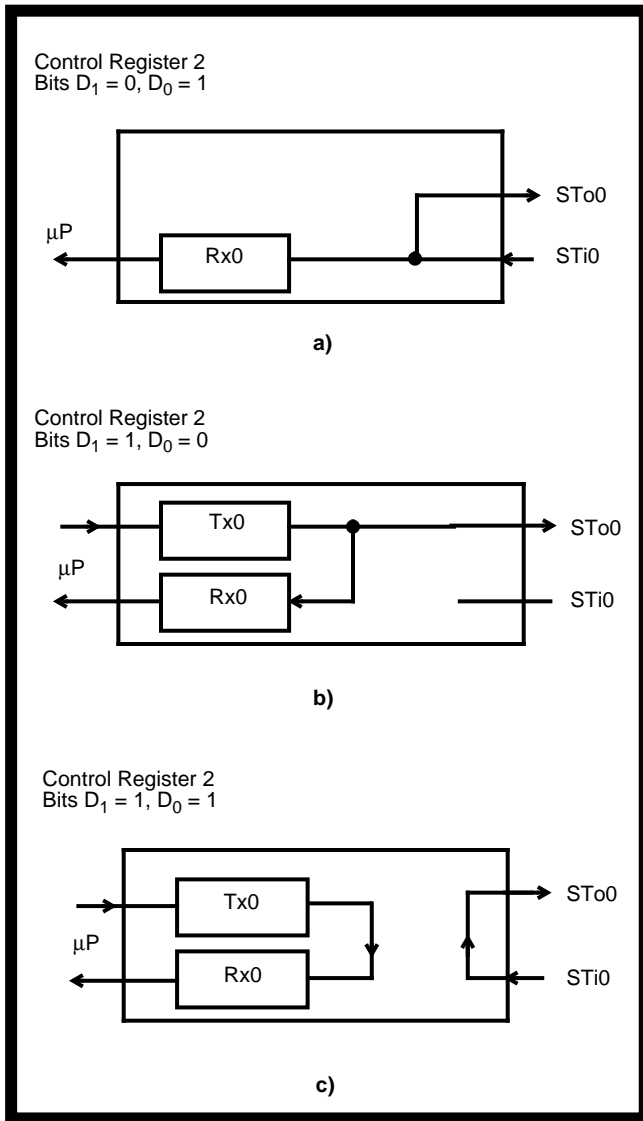 Control Register 2
Bits D₁ = 0, D₀ = 1
STo0
μP
Rx0
STi0
a)
Control Register 2
Bits D₁ = 1, D₀ = 0
Tx0
STo0
μP
Rx0
STi0
b)
Control Register 2
Bits D₁ = 1, D₀ = 1
Tx0
STo0
μP
Rx0
STi0
c)